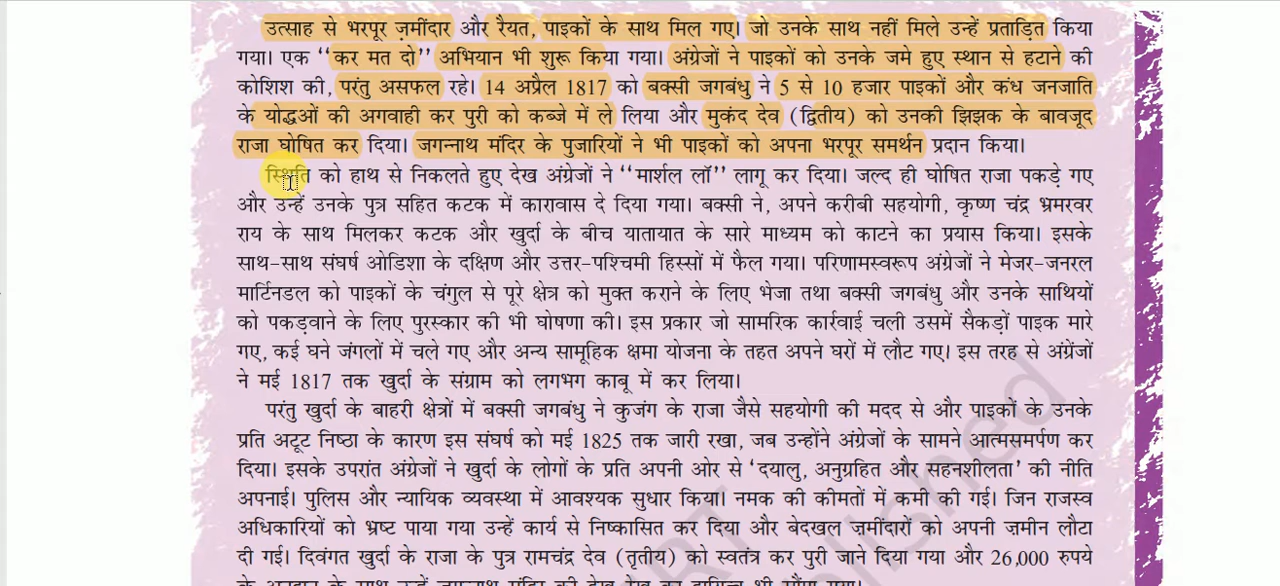 उत्साह से भरपूर ज़मींदार और रैयत, पाइकों के साथ मिल गए। जो उनके साथ नहीं मिले उन्हें प्रताड़ित किया
गया। एक “कर मत दो” अभियान भी शुरू किया गया। अंग्रेजों ने पाइकों को उनके जमे हुए स्थान से हटाने की
कोशिश की, परंतु असफल रहे। 14 अप्रैल 1817 को बक्सी जगबंधु ने 5 से 10 हजार पाइकों और कंध जनजाति
के योद्धओं की अगवाही कर पुरी को कब्जे में ले लिया और मुकंद देव (द्वितीय) को उनकी झिझक के बावजूद
राजा घोषित कर दिया। जगन्नाथ मंदिर के पुजारियों ने भी पाइकों को अपना भरपूर समर्थन प्रदान किया।
स्थिति को हाथ से निकलते हुए देख अंग्रेजों ने “मार्शल लॉ” लागू कर दिया। जल्द ही घोषित राजा पकड़े गए
और उन्हें उनके पुत्र सहित कटक में कारावास दे दिया गया। बक्सी ने, अपने करीबी सहयोगी, कृष्ण चंद्र भ्रमरवर
राय के साथ मिलकर कटक और खुर्दा के बीच यातायात के सारे माध्यम को काटने का प्रयास किया। इसके
साथ-साथ संघर्ष ओडिशा के दक्षिण और उत्तर-पश्चिमी हिस्सों में फैल गया। परिणामस्वरूप अंग्रेजों ने मेजर-जनरल
मार्टिनडल को पाइकों के चंगुल से पूरे क्षेत्र को मुक्त कराने के लिए भेजा तथा बक्सी जगबंधु और उनके साथियों
को पकड़वाने के लिए पुरस्कार की भी घोषणा की। इस प्रकार जो सामरिक कार्रवाई चली उसमें सैकड़ों पाइक मारे
गए, कई घने जंगलों में चले गए और अन्य सामूहिक क्षमा योजना के तहत अपने घरों में लौट गए। इस तरह से अंग्रेंजों
ने मई 1817 तक खुर्दा के संग्राम को लगभग काबू में कर लिया।
परंतु खुर्दा के बाहरी क्षेत्रों में बक्सी जगबंधु ने कुजंग के राजा जैसे सहयोगी की मदद से और पाइकों के उनके
प्रति अटूट निष्ठा के कारण इस संघर्ष को मई 1825 तक जारी रखा, जब उन्होंने अंग्रेजों के सामने आत्मसमर्पण कर
दिया। इसके उपरांत अंग्रेजों ने खुर्दा के लोगों के प्रति अपनी ओर से ‘दयालु, अनुग्रहित और सहनशीलता’ की नीति
अपनाई। पुलिस और न्यायिक व्यवस्था में आवश्यक सुधार किया। नमक की कीमतों में कमी की गई। जिन राजस्व
अधिकारियों को भ्रष्ट पाया गया उन्हें कार्य से निष्कासित कर दिया और बेदखल ज़मींदारों को अपनी ज़मीन लौटा
दी गई। दिवंगत खुर्दा के राजा के पुत्र रामचंद्र देव (तृतीय) को स्वतंत्र कर पुरी जाने दिया गया और 26,000 रुपये